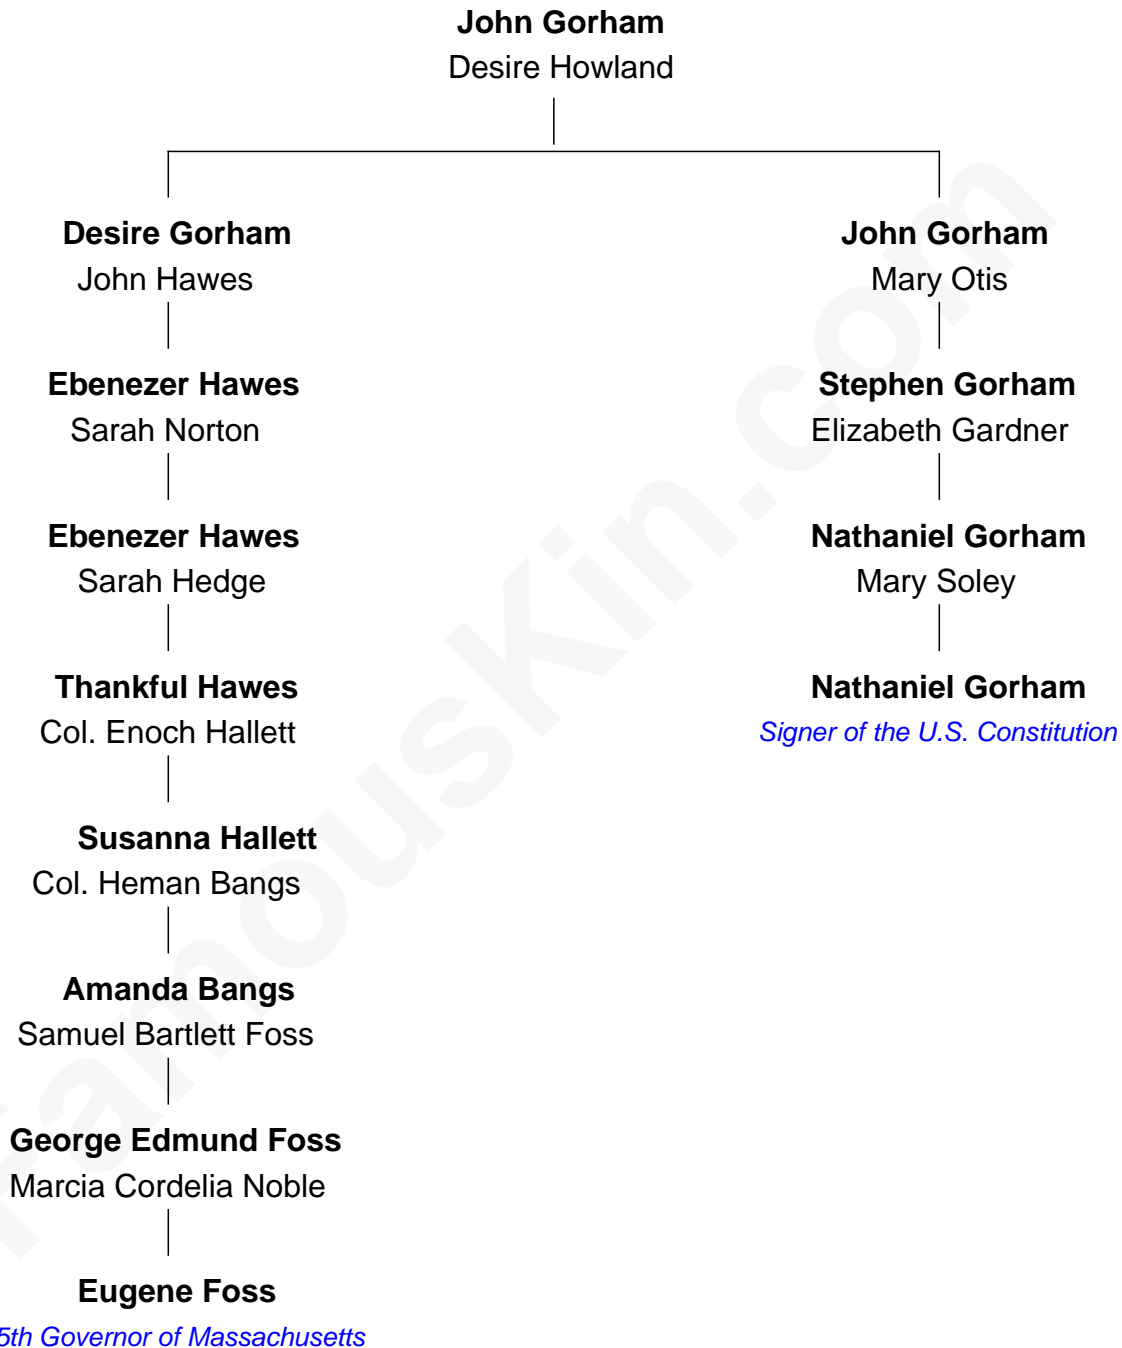 John Gorham
Desire Howland
Desire Gorham
John Hawes
John Gorham
Mary Otis
Ebenezer Hawes
Sarah Norton
Stephen Gorham
Elizabeth Gardner
Ebenezer Hawes
Sarah Hedge
Nathaniel Gorham
Mary Soley
Thankful Hawes
Col. Enoch Hallett
Nathaniel Gorham
Signer of the U.S. Constitution
Susanna Hallett
Col. Heman Bangs
Amanda Bangs
Samuel Bartlett Foss
George Edmund Foss
Marcia Cordelia Noble
Eugene Foss
5th Governor of Massachusetts
FamousKin.com